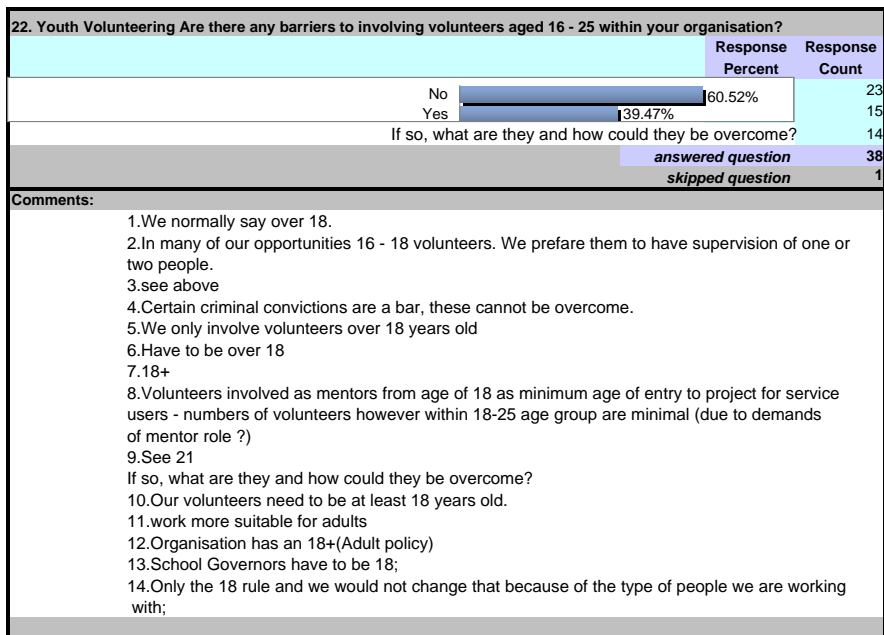 22. Youth Volunteering Are there any barriers to involving volunteers aged 16 - 25 within your organisation?
Response Percent
Response Count
No 60.52% 23
Yes 39.47% 15
If so, what are they and how could they be overcome? 14
answered question 38
skipped question 1
Comments:
1.We normally say over 18.
2.In many of our opportunities 16 - 18 volunteers. We prefare them to have supervision of one or
two people.
3.see above
4.Certain criminal convictions are a bar, these cannot be overcome.
5.We only involve volunteers over 18 years old
6.Have to be over 18
7.18+
8.Volunteers involved as mentors from age of 18 as minimum age of entry to project for service
users - numbers of volunteers however within 18-25 age group are minimal (due to demands
of mentor role ?)
9.See 21
If so, what are they and how could they be overcome?
10.Our volunteers need to be at least 18 years old.
11.work more suitable for adults
12.Organisation has an 18+(Adult policy)
13.School Governors have to be 18;
14.Only the 18 rule and we would not change that because of the type of people we are working
with;